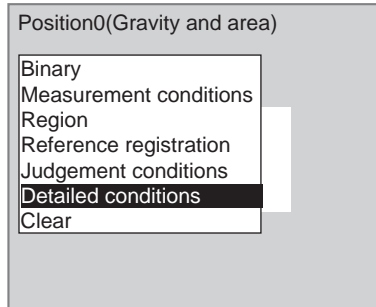 Position0(Gravity and area)
Binary
Measurement conditions
Region
Reference registration
Judgement conditions
Detailed conditions
Clear